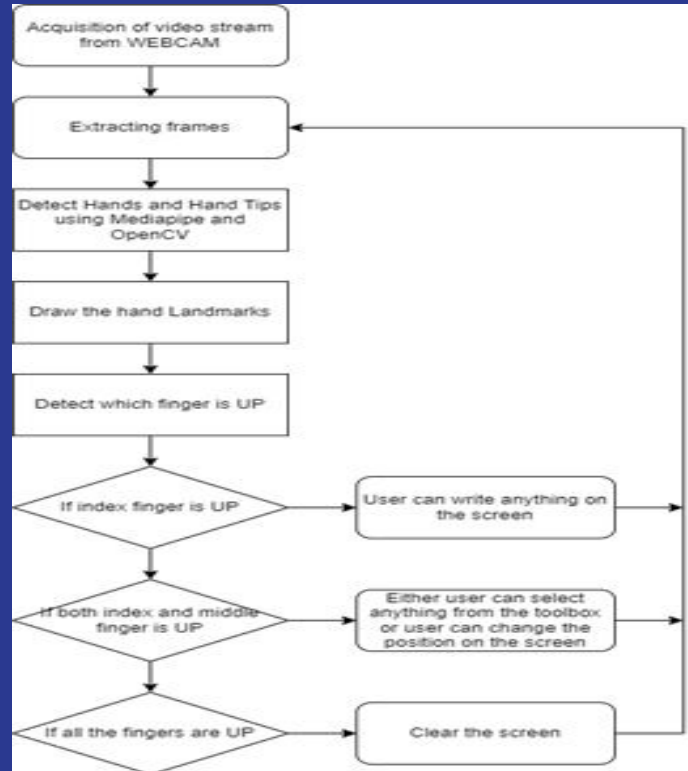 Acquisition of video stream
from WEBCAM
Extracting frames
Detect Hands and Hand Tips
using Mediapipe and
OpenCV
Draw the hand Landmarks
Detect which finger is UP
If index finger is UP
User can write anything on
the screen
If both index and middle
finger is UP
Either user can select
anything from the toolbox
or user can change the
position on the screen
If all the fingers are UP
Clear the screen